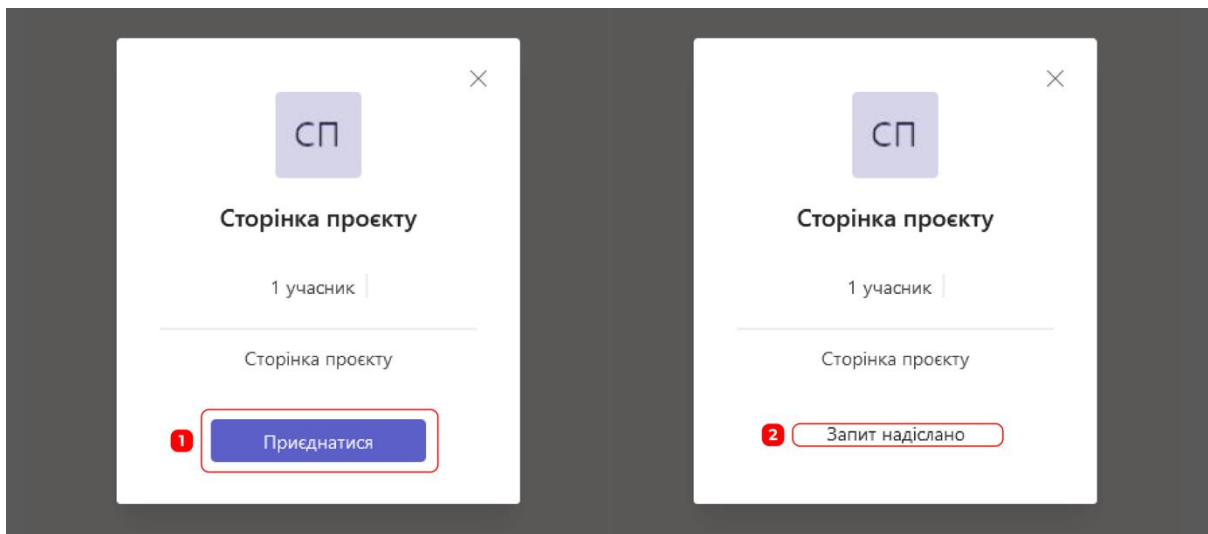 СП
Сторінка проєкту
1 учасник
Сторінка проєкту
1
Приєднатися
СП
Сторінка проєкту
1 учасник
Сторінка проєкту
2
Запит надіслано